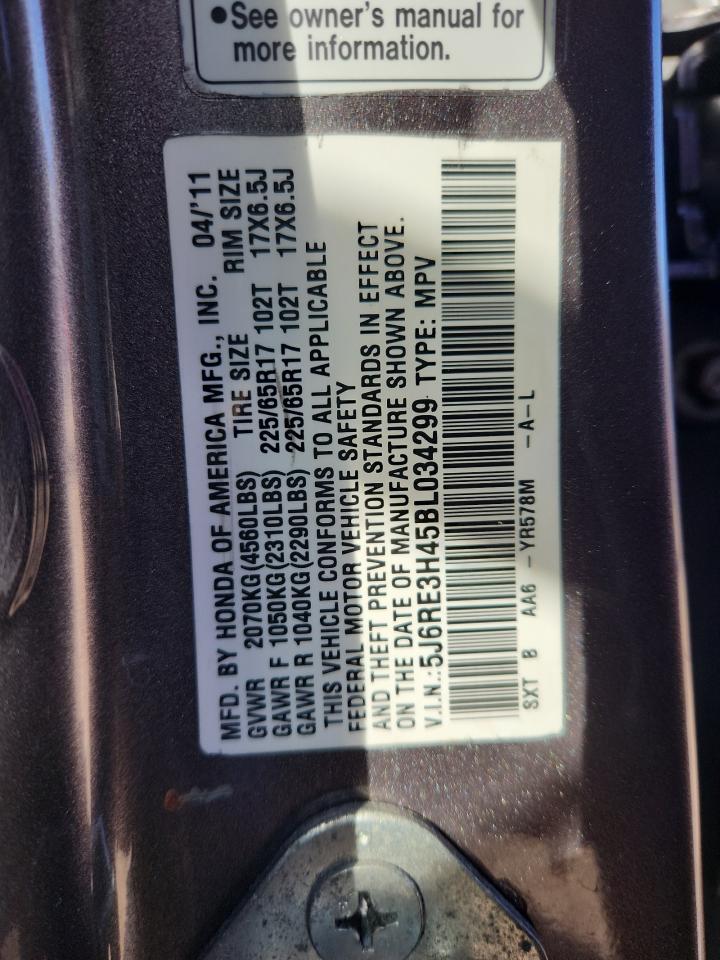 ●See owner's manual for
more information.
MFD. BY HONDA OF AMERICA MFG., INC. 04/'11
GVWR 2070KG(4560LBS) TIRE SIZE RIM SIZE
GAWR F 1050KG(2310LBS) 225/65R17 102T 17X6.5J
GAWR R 1040KG(2290LBS) 225/65R17 102T 17X6.5J
THIS VEHICLE CONFORMS TO ALL APPLICABLE
FEDERAL MOTOR VEHICLE SAFETY
AND THEFT PREVENTION STANDARDS IN EFFECT
ON THE DATE OF MANUFACTURE SHOWN ABOVE.
V.I.N.:5J6RE3H45BL034299 TYPE: MPV
SXT B AA6 -YR578M -A-L